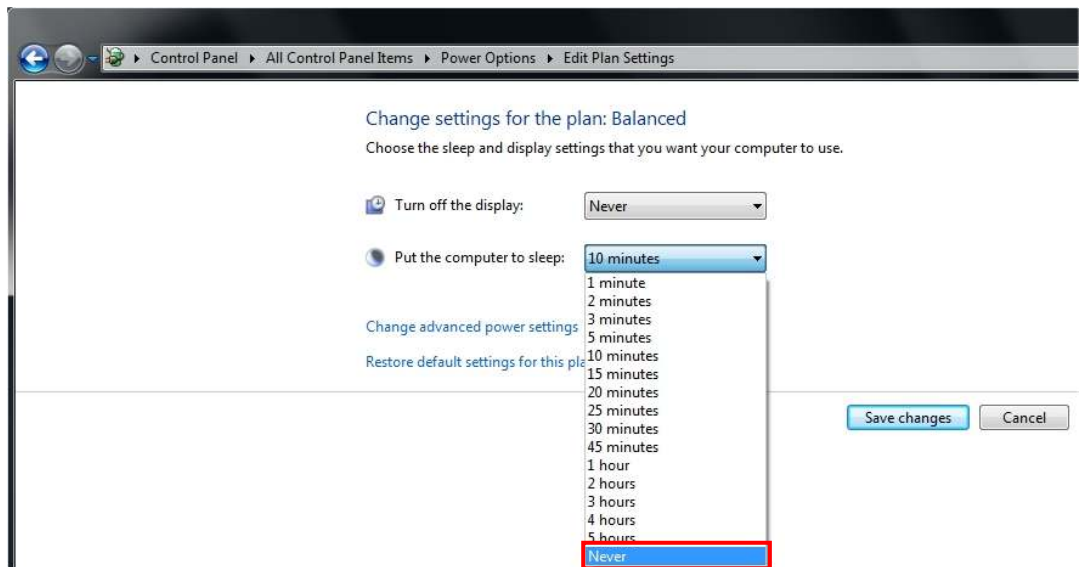 Control Panel All Control Panel Items Power Options Edit Plan Settings
Change settings for the plan: Balanced
Choose the sleep and display settings that you want your computer to use.
Turn off the display: Never
Put the computer to sleep: 10 minutes
1 minute
2 minutes
3 minutes
Change advanced power settings
5 minutes
10 minutes
Restore default settings for this pla
15 minutes
20 minutes
25 minutes
Save changes Cancel
30 minutes
45 minutes
1 hour
2 hours
3 hours
4 hours
5 hours
Never